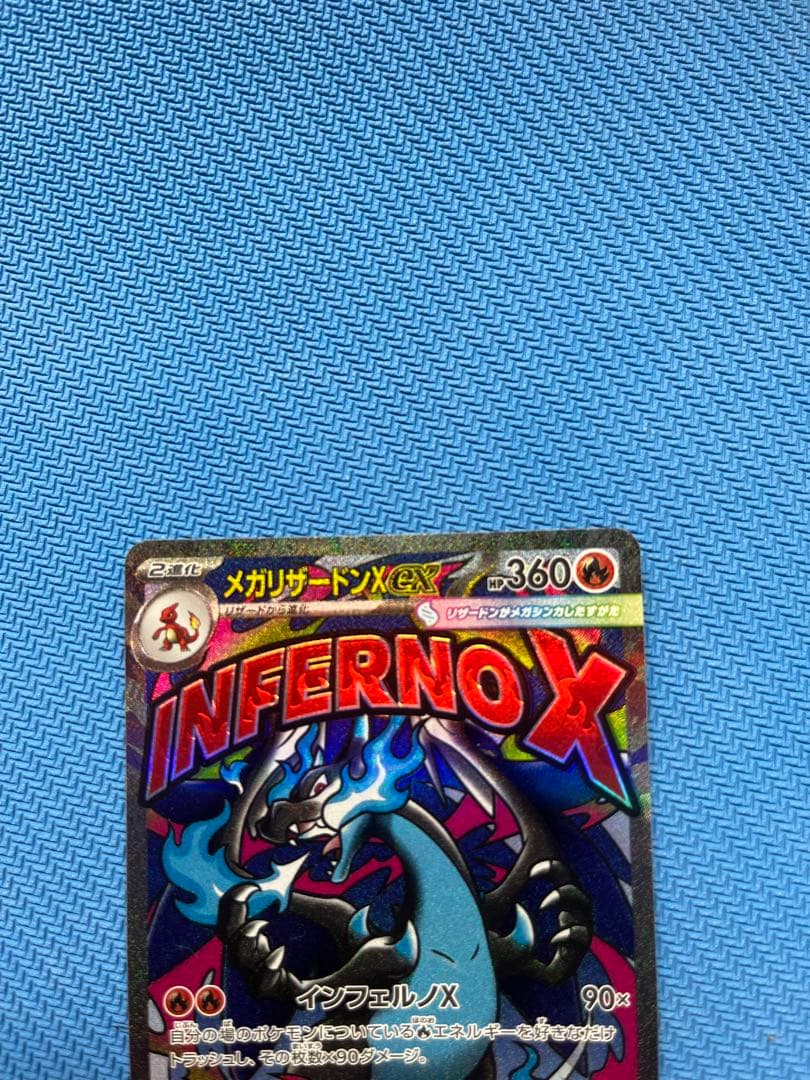 2進化
メガリザードンXex
HP360
リザードから進化
リザードンがメガシンカしたすがた
INFERNO X
インフェルノX 90×
自分の場のポケモンについている エネルギーを好きなだけ
トラッシュし、その枚数×90ダメージ。